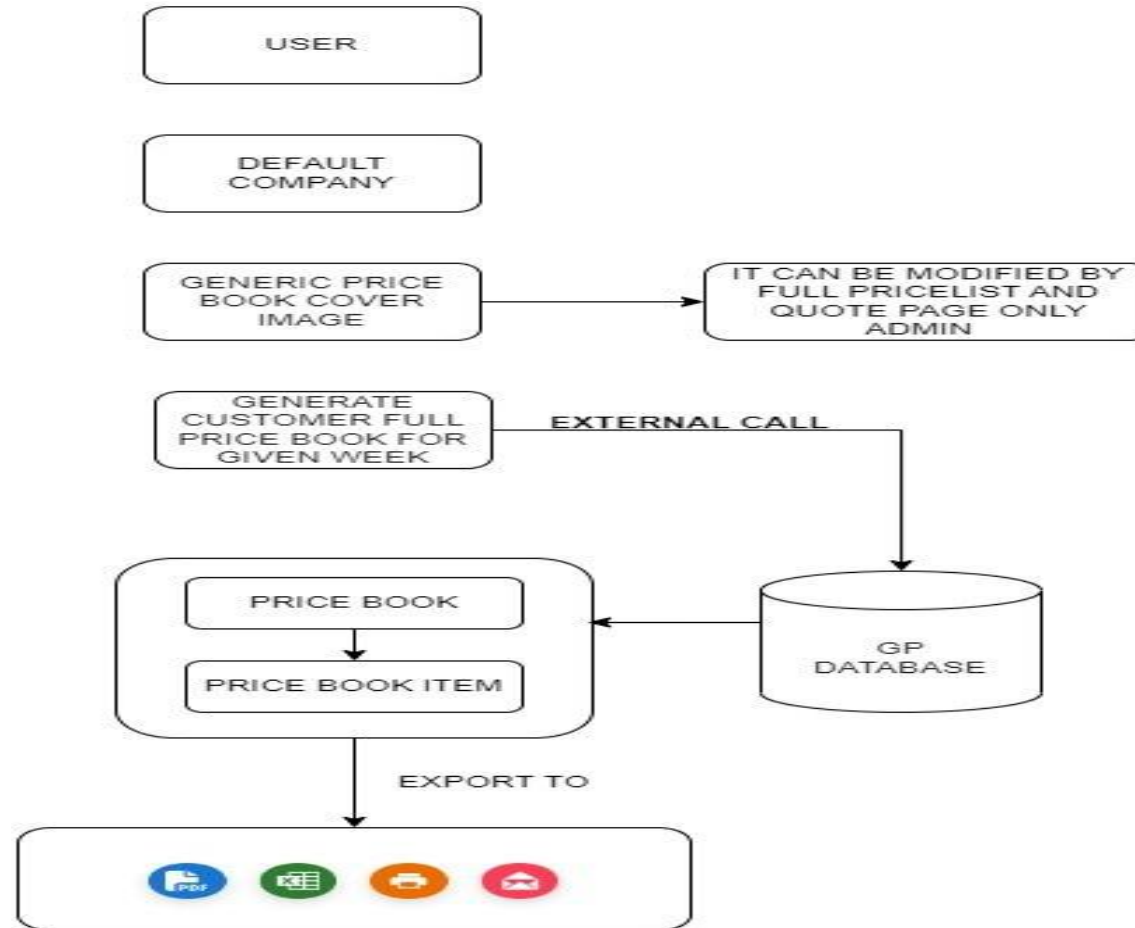 USER
DEFAULT
COMPANY
GENERIC PRICE
BOOK COVER
IMAGE
IT CAN BE MODIFIED BY
FULL PRICELIST AND
QUOTE PAGE ONLY
ADMIN
GENERATE
CUSTOMER FULL
PRICE BOOK FOR
GIVEN WEEK
EXTERNAL CALL
PRICE BOOK
PRICE BOOK ITEM
GP
DATABASE
EXPORT TO
PDF
X